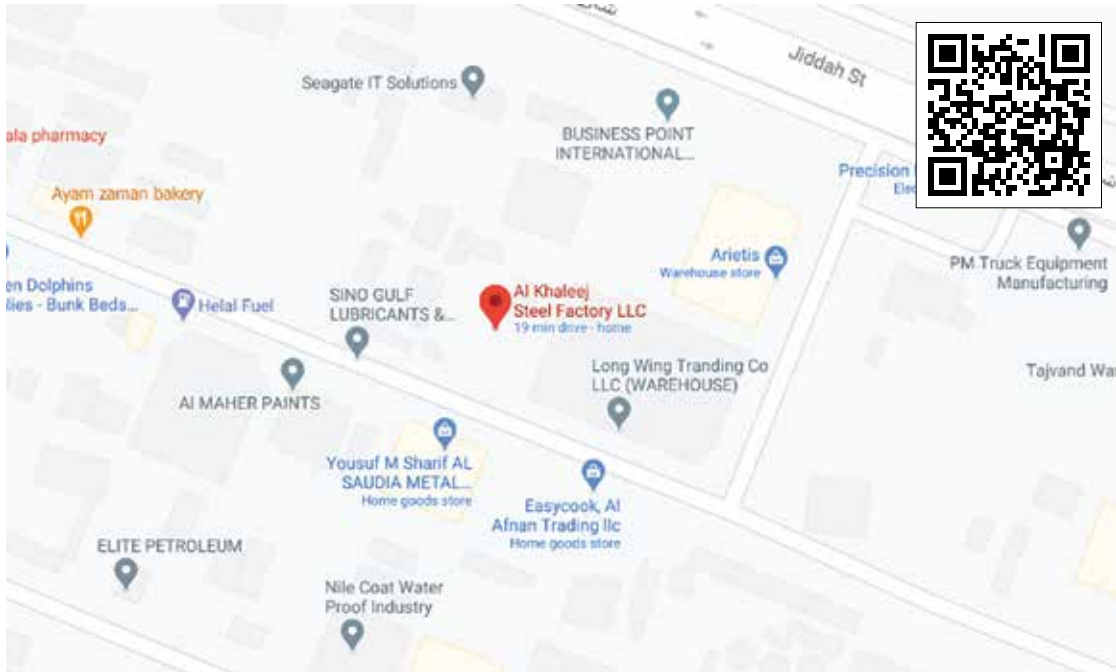 Jiddah St
Seagate IT Solutions
BUSINESS POINT
INTERNATIONAL...
ala pharmacy
Precision
Elec
Ayam zaman bakery
Arietis
Warehouse store
PM Truck Equipment
Manufacturing
en Dolphins
lies - Bunk Beds...
Helal Fuel
SINO GULF
LUBRICANTS &...
Al Khaleej
Steel Factory LLC
19 min drive - home
Long Wing Tranding Co
LLC (WAREHOUSE)
Tajvand Wa
Al MAHER PAINTS
Yousuf M Sharif AL
SAUDIA METAL...
Home goods store
Easycook, Al
Afnan Trading llc
Home goods store
ELITE PETROLEUM
Nile Coat Water
Proof Industry